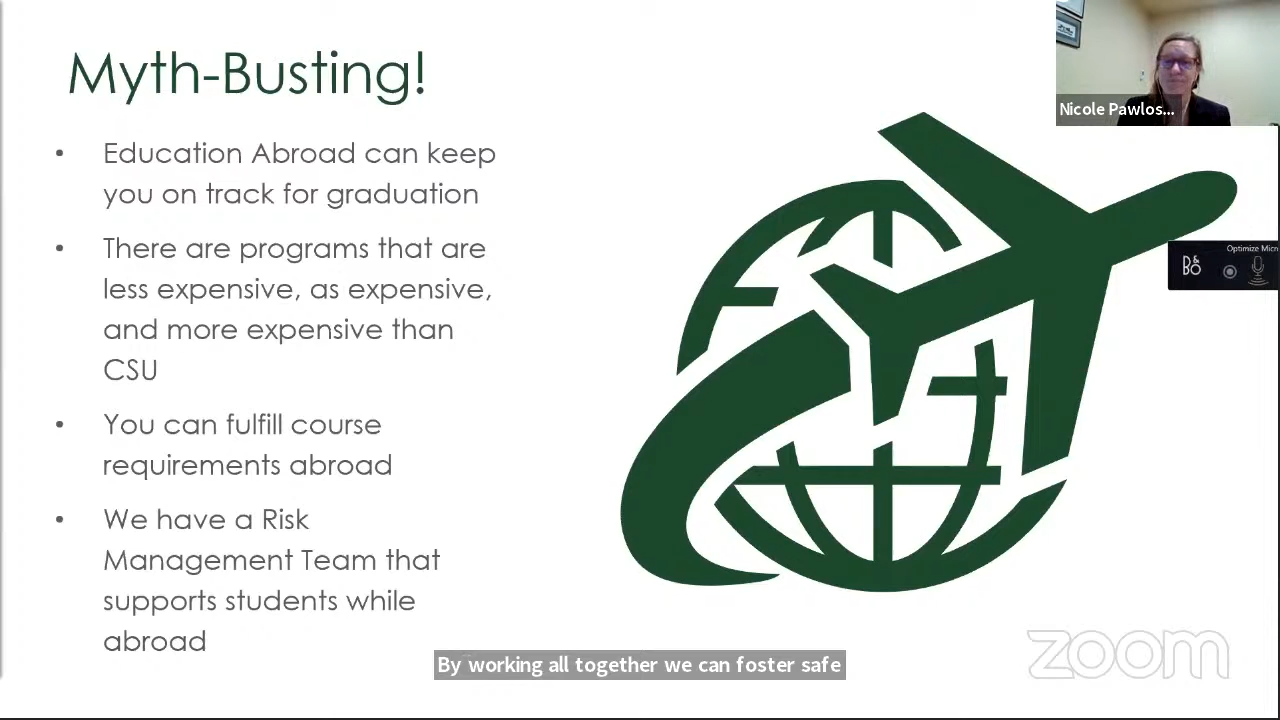 Myth-Busting!
• Education Abroad can keep
you on track for graduation
• There are programs that are
less expensive, as expensive,
and more expensive than
CSU
• You can fulfill course
requirements abroad
• We have a Risk
Management Team that
supports students while
abroad
Nicole Pawlos...
Optimize Micr
B&O
By working all together we can foster safe
zoom